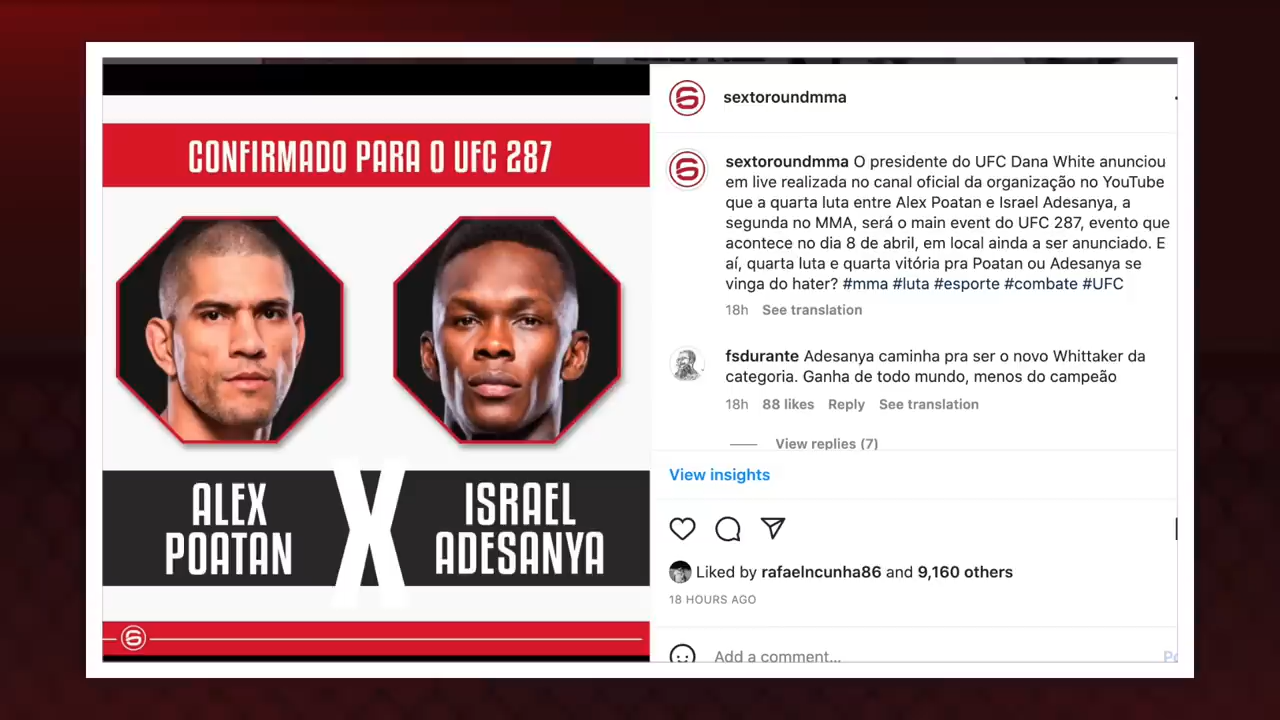 CONFIRMADO PARA O UFC 287
ALEX
POATAN
X
ISRAEL
ADESANYA
sextoroundmma
sextoroundmma O presidente do UFC Dana White anunciou
em live realizada no canal oficial da organização no YouTube
que a quarta luta entre Alex Poatan e Israel Adesanya, a
segunda no MMA, será o main event do UFC 287, evento que
acontece no dia 8 de abril, em local ainda a ser anunciado. E
aí, quarta luta e quarta vitória pra Poatan ou Adesanya se
vinga do hater? #mma #luta #esporte #combate #UFC
18h See translation
fsdurante Adesanya caminha pra ser o novo Whittaker da
categoria. Ganha de todo mundo, menos do campeão
18h 88 likes Reply See translation
View replies (7)
View insights
Liked by rafaelncunha86 and 9,160 others
18 HOURS AGO
Add a comment...